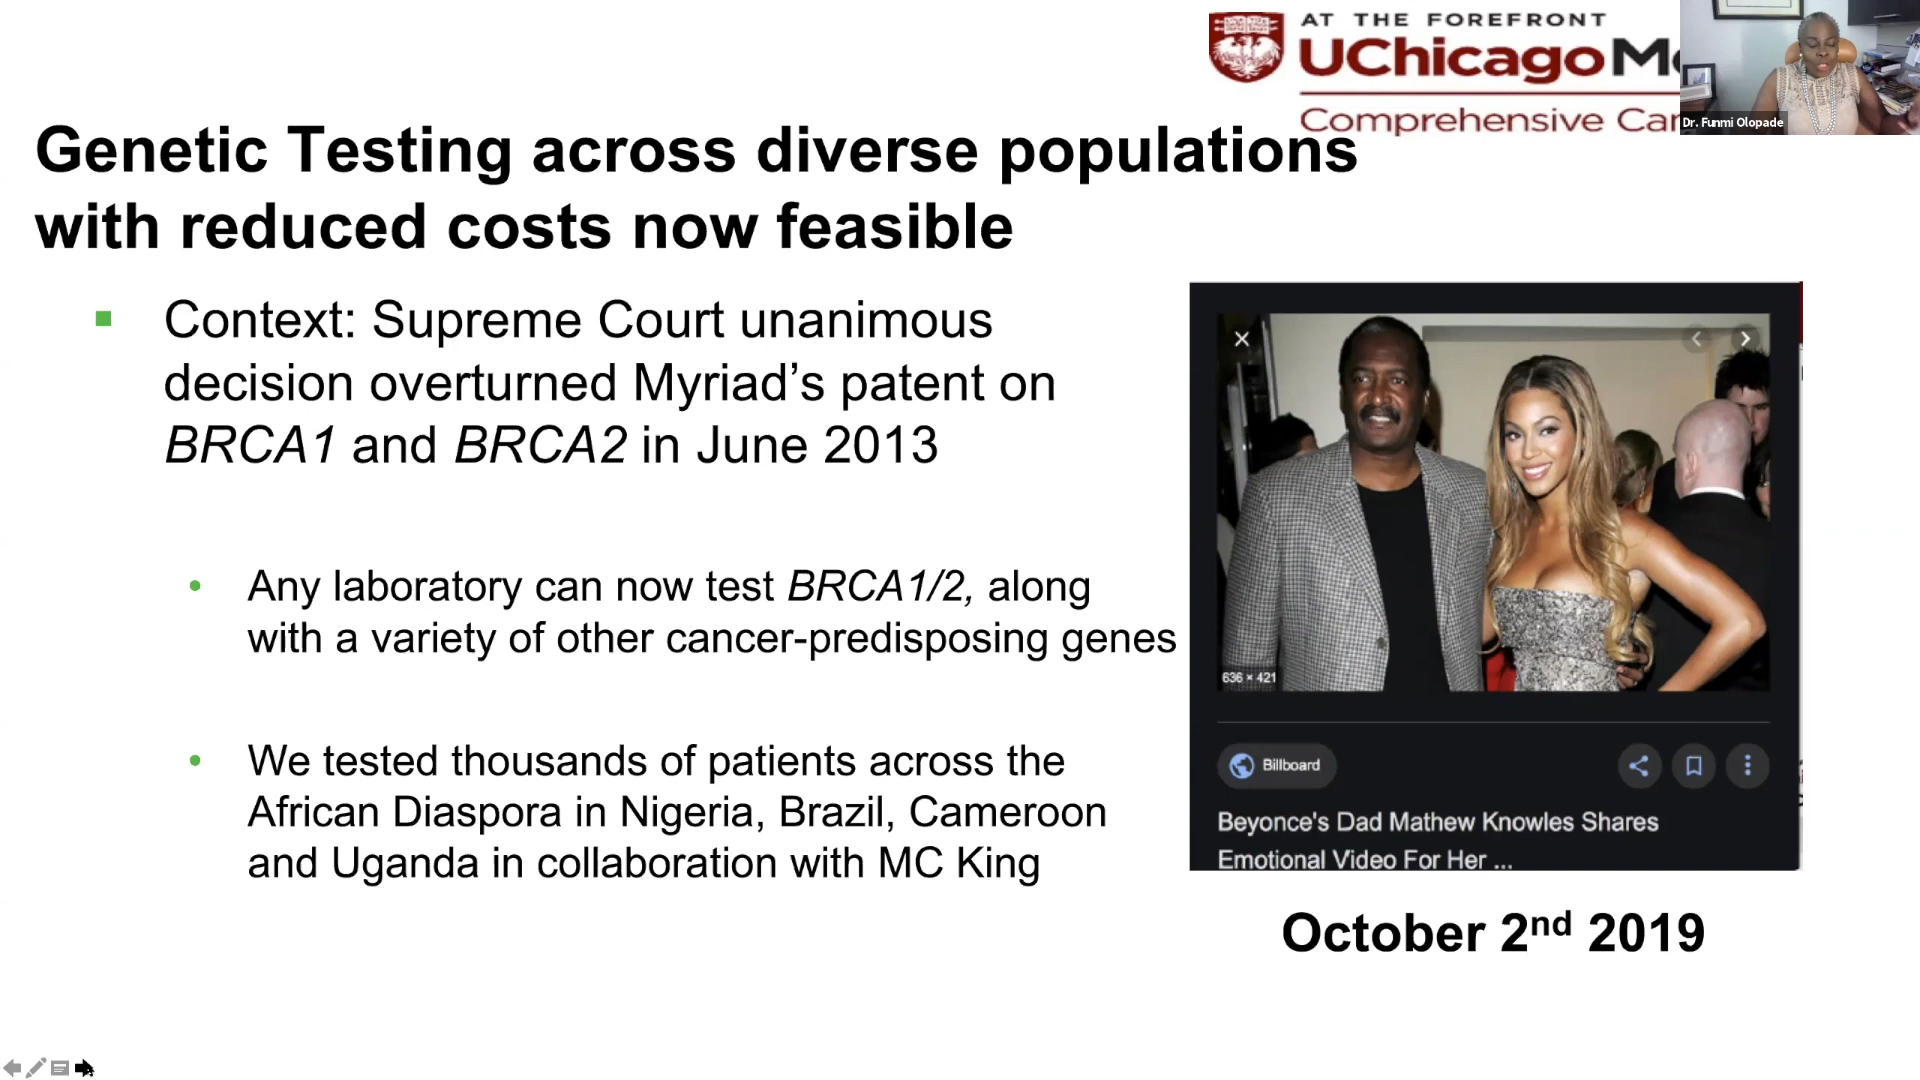 AT THE FOREFRONT
UChicago
Comprehensive
Dr. Funmi Olopade
Genetic Testing across diverse populations
with reduced costs now feasible
Context: Supreme Court unanimous
decision overturned Myriad’s patent on
BRCA1 and BRCA2 in June 2013
Any laboratory can now test BRCA1/2, along
with a variety of other cancer-predisposing genes
We tested thousands of patients across the
African Diaspora in Nigeria, Brazil, Cameroon
and Uganda in collaboration with MC King
636 × 421
Billboard
Beyonce's Dad Mathew Knowles Shares
Emotional Video For Her ...
October 2nd 2019